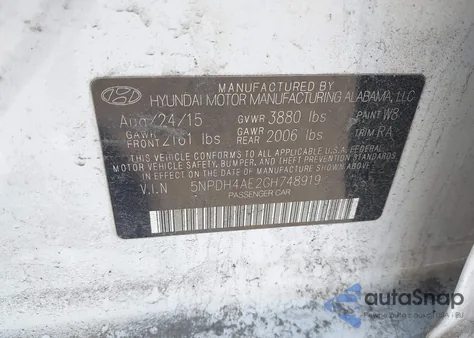 MANUFACTURED BY
HYUNDAI MOTOR MANUFACTURING ALABAMA, LLC
Aug/24/15 GVWR 3880 lbs PAINT W8
GAWR FRONT 2161 lbs GAWR REAR 2006 lbs TRIM RA
THIS VEHICLE CONFORMS TO ALL APPLICABLE U.S. FEDERAL
MOTOR VEHICLE SAFETY, BUMPER, AND THEFT PREVENTION STANDARDS
IN EFFECT ON THE DATE OF MANUFACTURE SHOWN ABOVE.
V.I.N 5NPDH4AE2GH748919
PASSENGER CAR
autoSnap